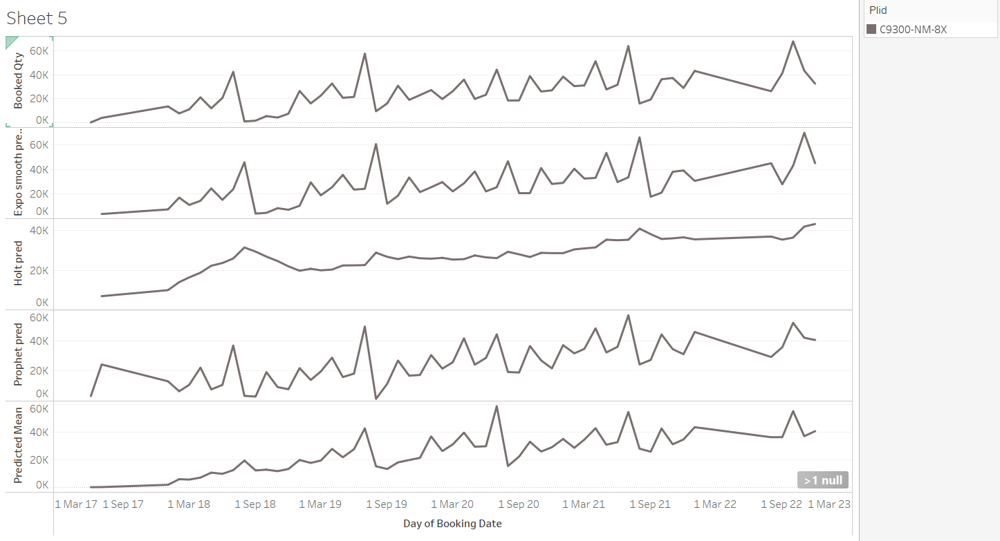 Sheet 5
Plid
C9300-NM-8X
Booked Qty
60K
40K
20K
0K
Expo smooth pre..
60K
40K
20K
0K
Holt pred
40K
20K
0K
Prophet pred
60K
40K
20K
0K
Predicted Mean
60K
40K
20K
0K
>1 null
1 Mar 17 1 Sep 17 1 Mar 18 1 Sep 18 1 Mar 19 1 Sep 19 1 Mar 20 1 Sep 20 1 Mar 21 1 Sep 21 1 Mar 22 1 Sep 22 1 Mar 23
Day of Booking Date